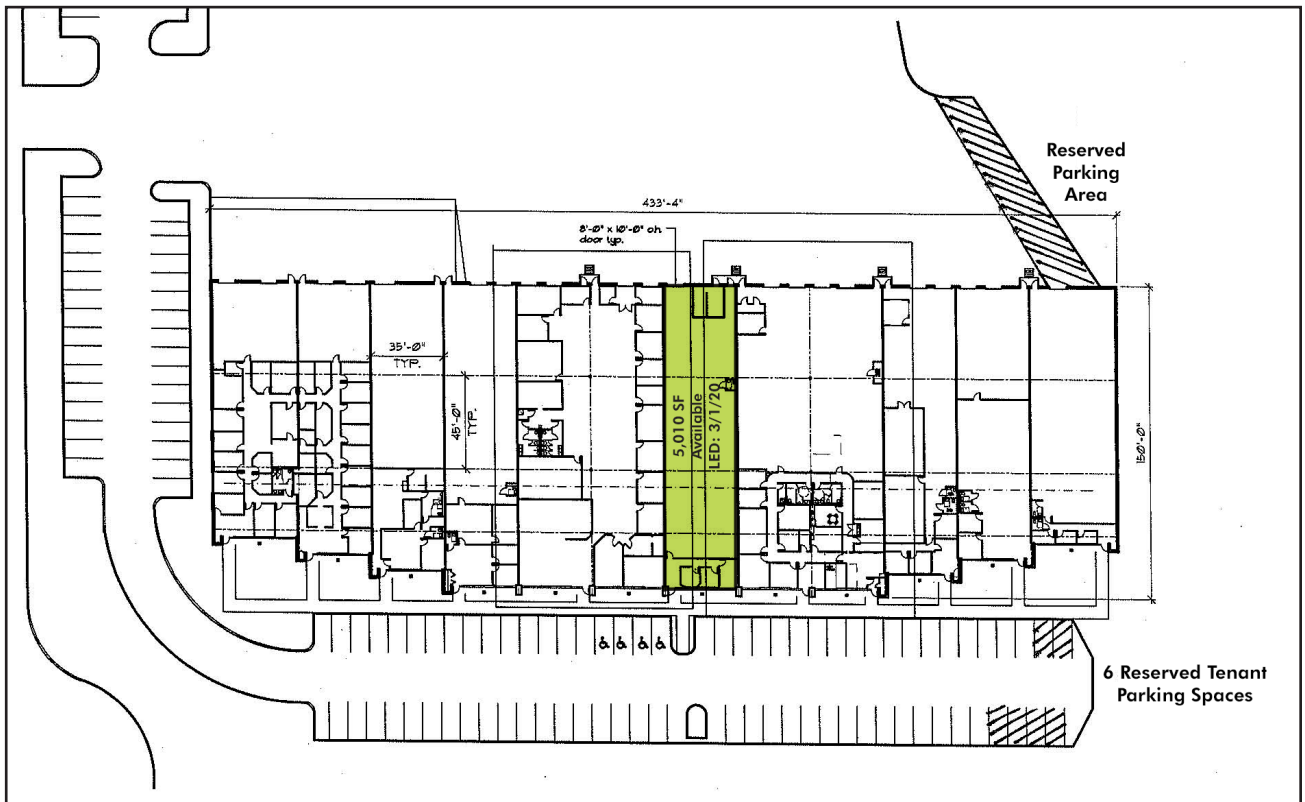 Reserved
Parking
Area
433'-4"
8'-0" x 10'-0" oh
door typ.
35'-0"
TYP.
45'-0"
TYP.
5,010 SF
Available
LED: 3/1/20
150'-0"
6 Reserved Tenant
Parking Spaces